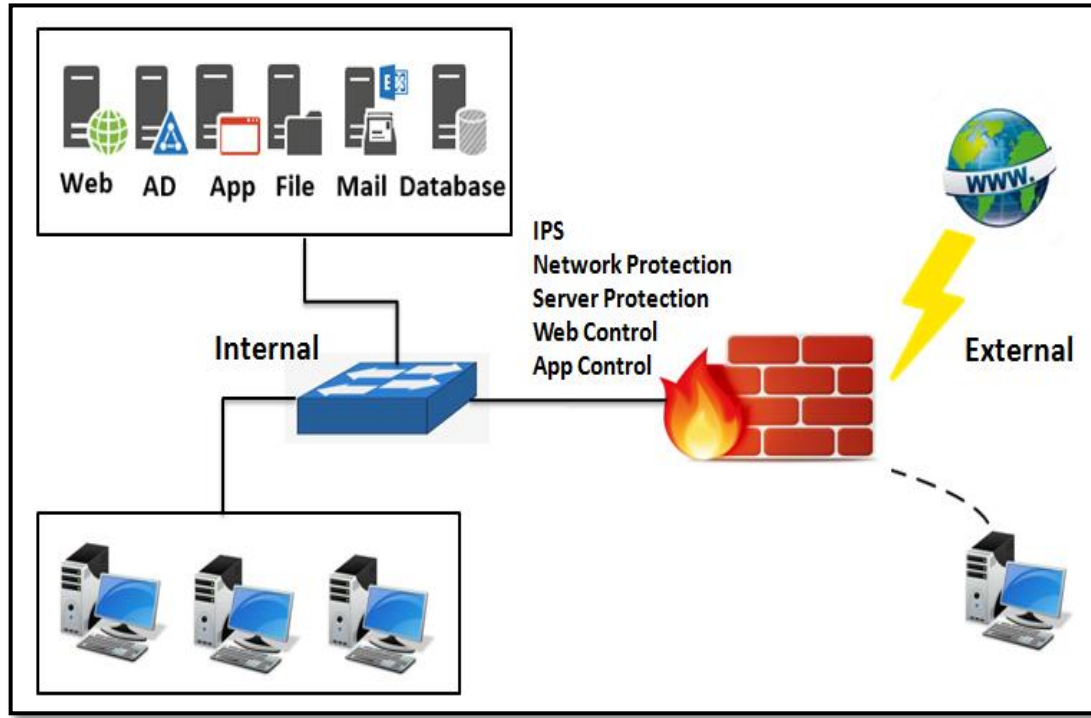 E
Web AD App File Mail Database
www.
IPS
Network Protection
Server Protection
Web Control
App Control
Internal
External